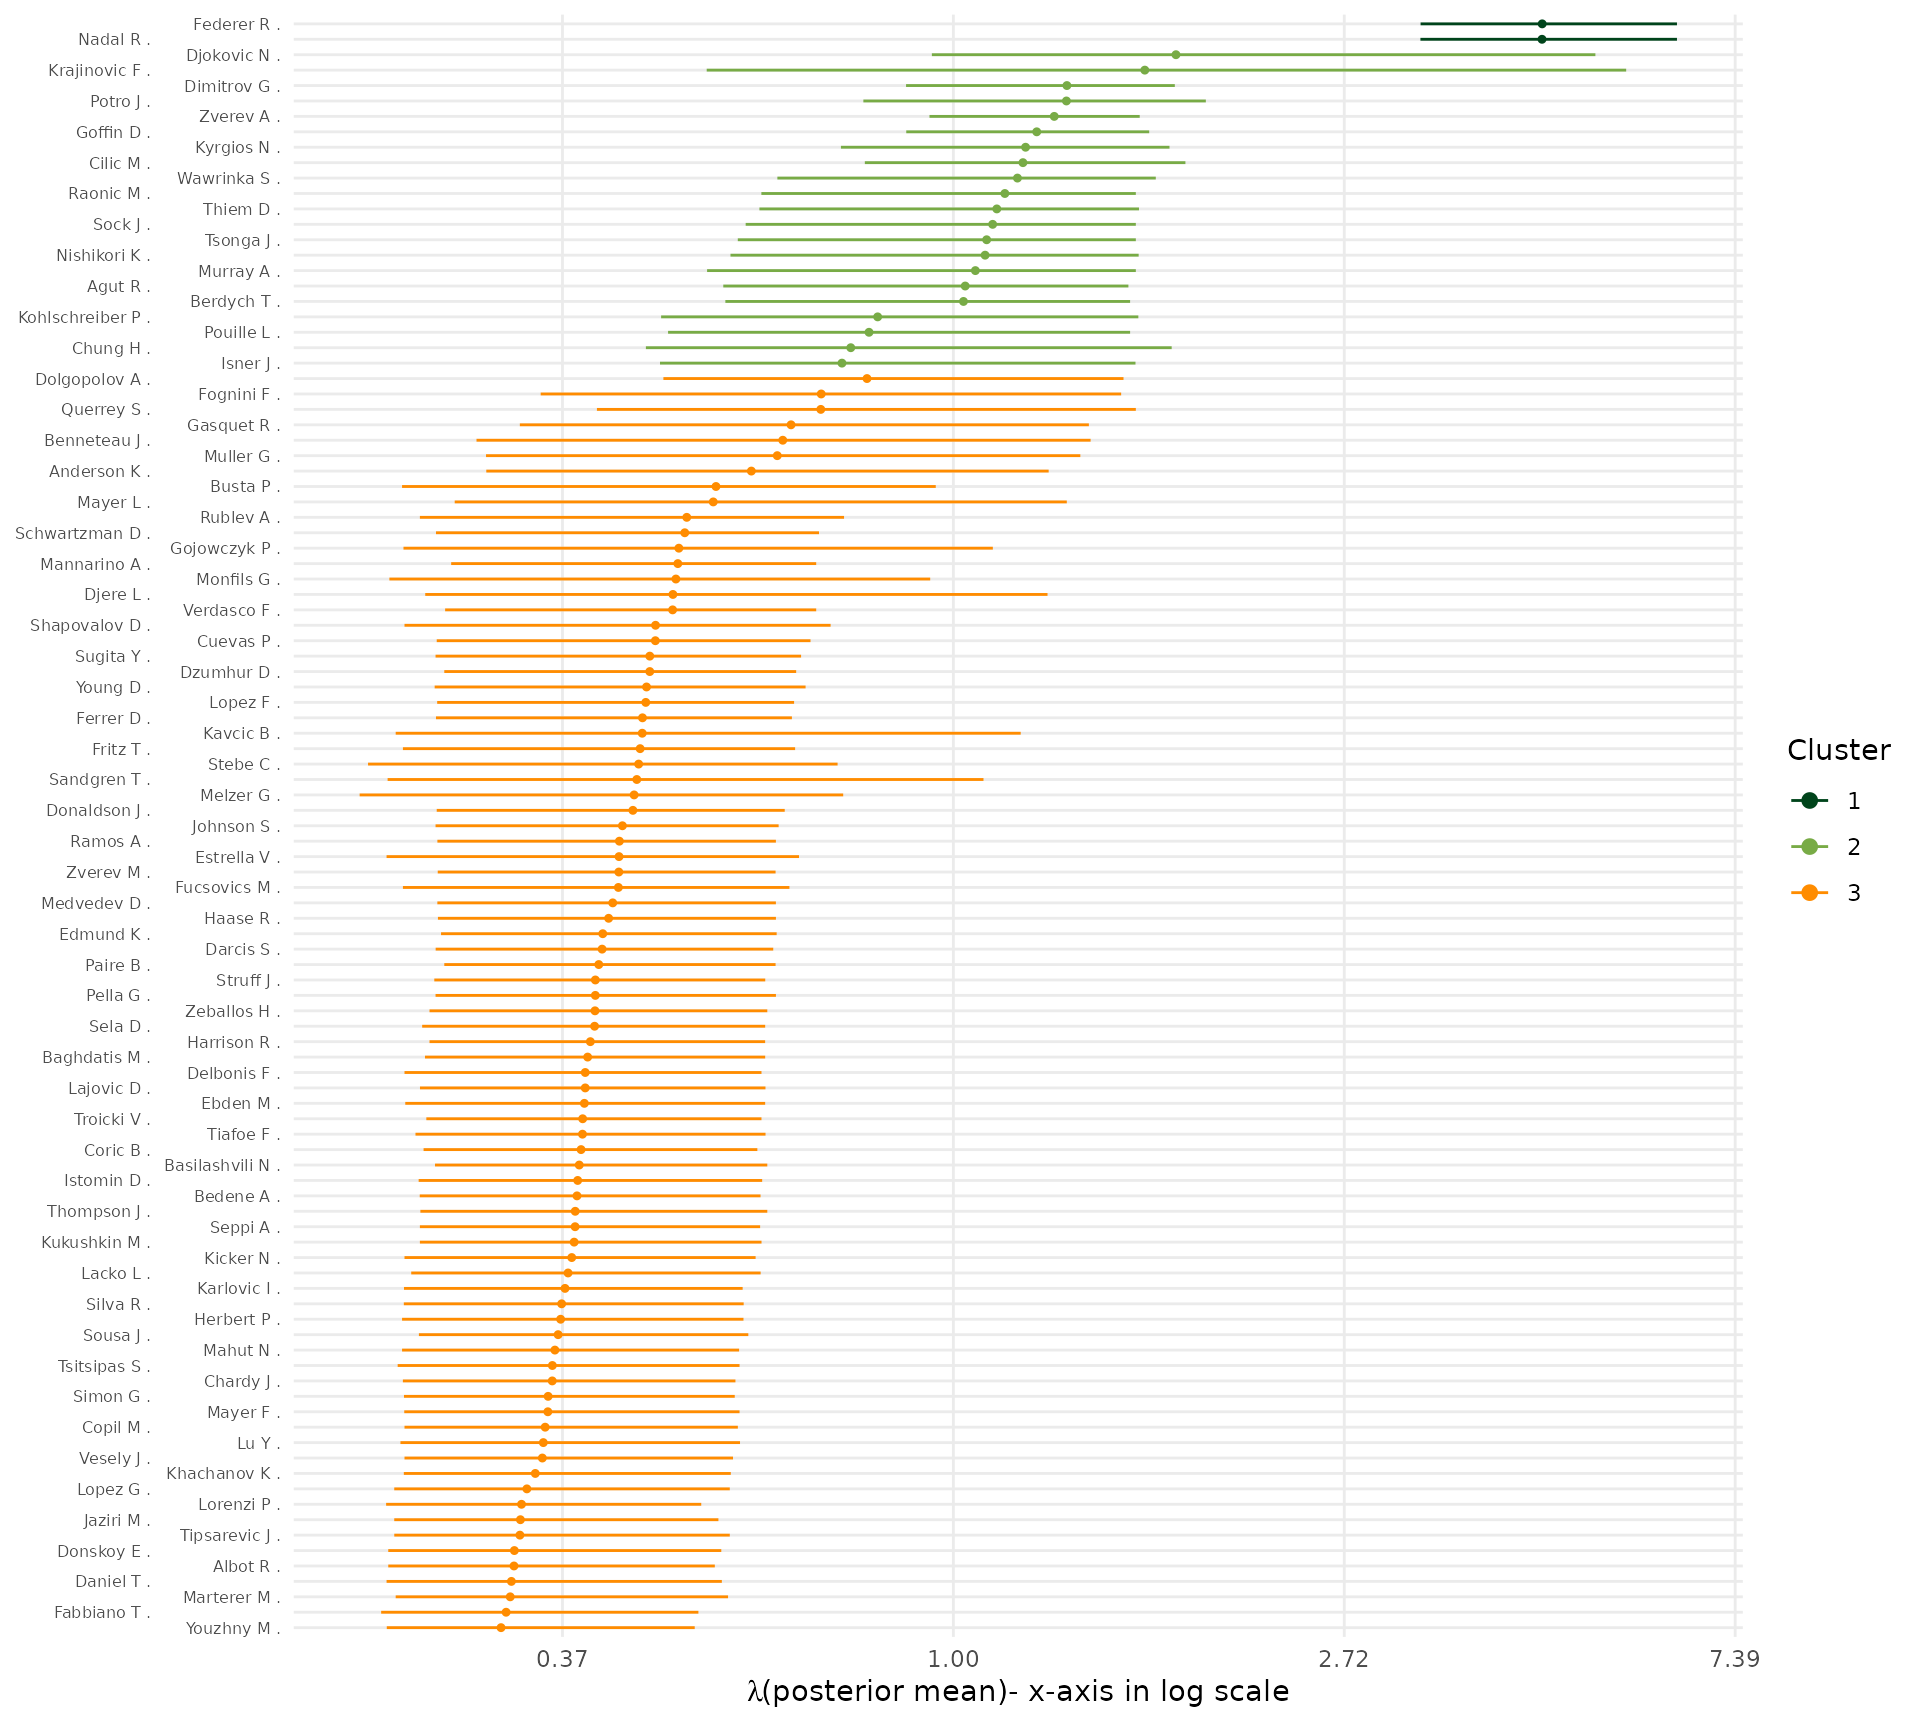 Federer R .
Nadal R .
Djokovic N .
Krajinovic F .
Dimitrov G .
Potro J .
Zverev A .
Goffin D .
Kyrgios N .
Cilic M .
Wawrinka S .
Raonic M .
Thiem D .
Sock J .
Tsonga J .
Nishikori K .
Murray A .
Agut R .
Berdych T .
Kohlschreiber P .
Pouille L .
Chung H .
Isner J .
Dolgopolov A .
Fognini F .
Querrey S .
Gasquet R .
Benneteau J .
Muller G .
Anderson K .
Busta P .
Mayer L .
Rublev A .
Schwartzman D .
Gojowczyk P .
Mannarino A .
Monfils G .
Djere L .
Verdasco F .
Shapovalov D .
Cuevas P .
Sugita Y .
Dzumhur D .
Young D .
Lopez F .
Ferrer D .
Kavcic B .
Fritz T .
Stebe C .
Sandgren T .
Melzer G .
Donaldson J .
Johnson S .
Ramos A .
Estrella V .
Zverev M .
Fucsovics M .
Medvedev D .
Haase R .
Edmund K .
Darcis S .
Paire B .
Struff J .
Pella G .
Zeballos H .
Sela D .
Harrison R .
Baghdatis M .
Delbonis F .
Lajovic D .
Ebden M .
Troicki V .
Tiafoe F .
Coric B .
Basilashvili N .
Istomin D .
Bedene A .
Thompson J .
Seppi A .
Kukushkin M .
Kicker N .
Lacko L .
Karlovic I .
Silva R .
Herbert P .
Sousa J .
Mahut N .
Tsitsipas S .
Chardy J .
Simon G .
Mayer F .
Copil M .
Lu Y .
Vesely J .
Khachanov K .
Lopez G .
Lorenzi P .
Jaziri M .
Tipsarevic J .
Donskoy E .
Albot R .
Daniel T .
Marterer M .
Fabbiano T .
Youzhny M .
0.37 1.00 2.72 7.39
λ(posterior mean)- x-axis in log scale
Cluster
1
2
3